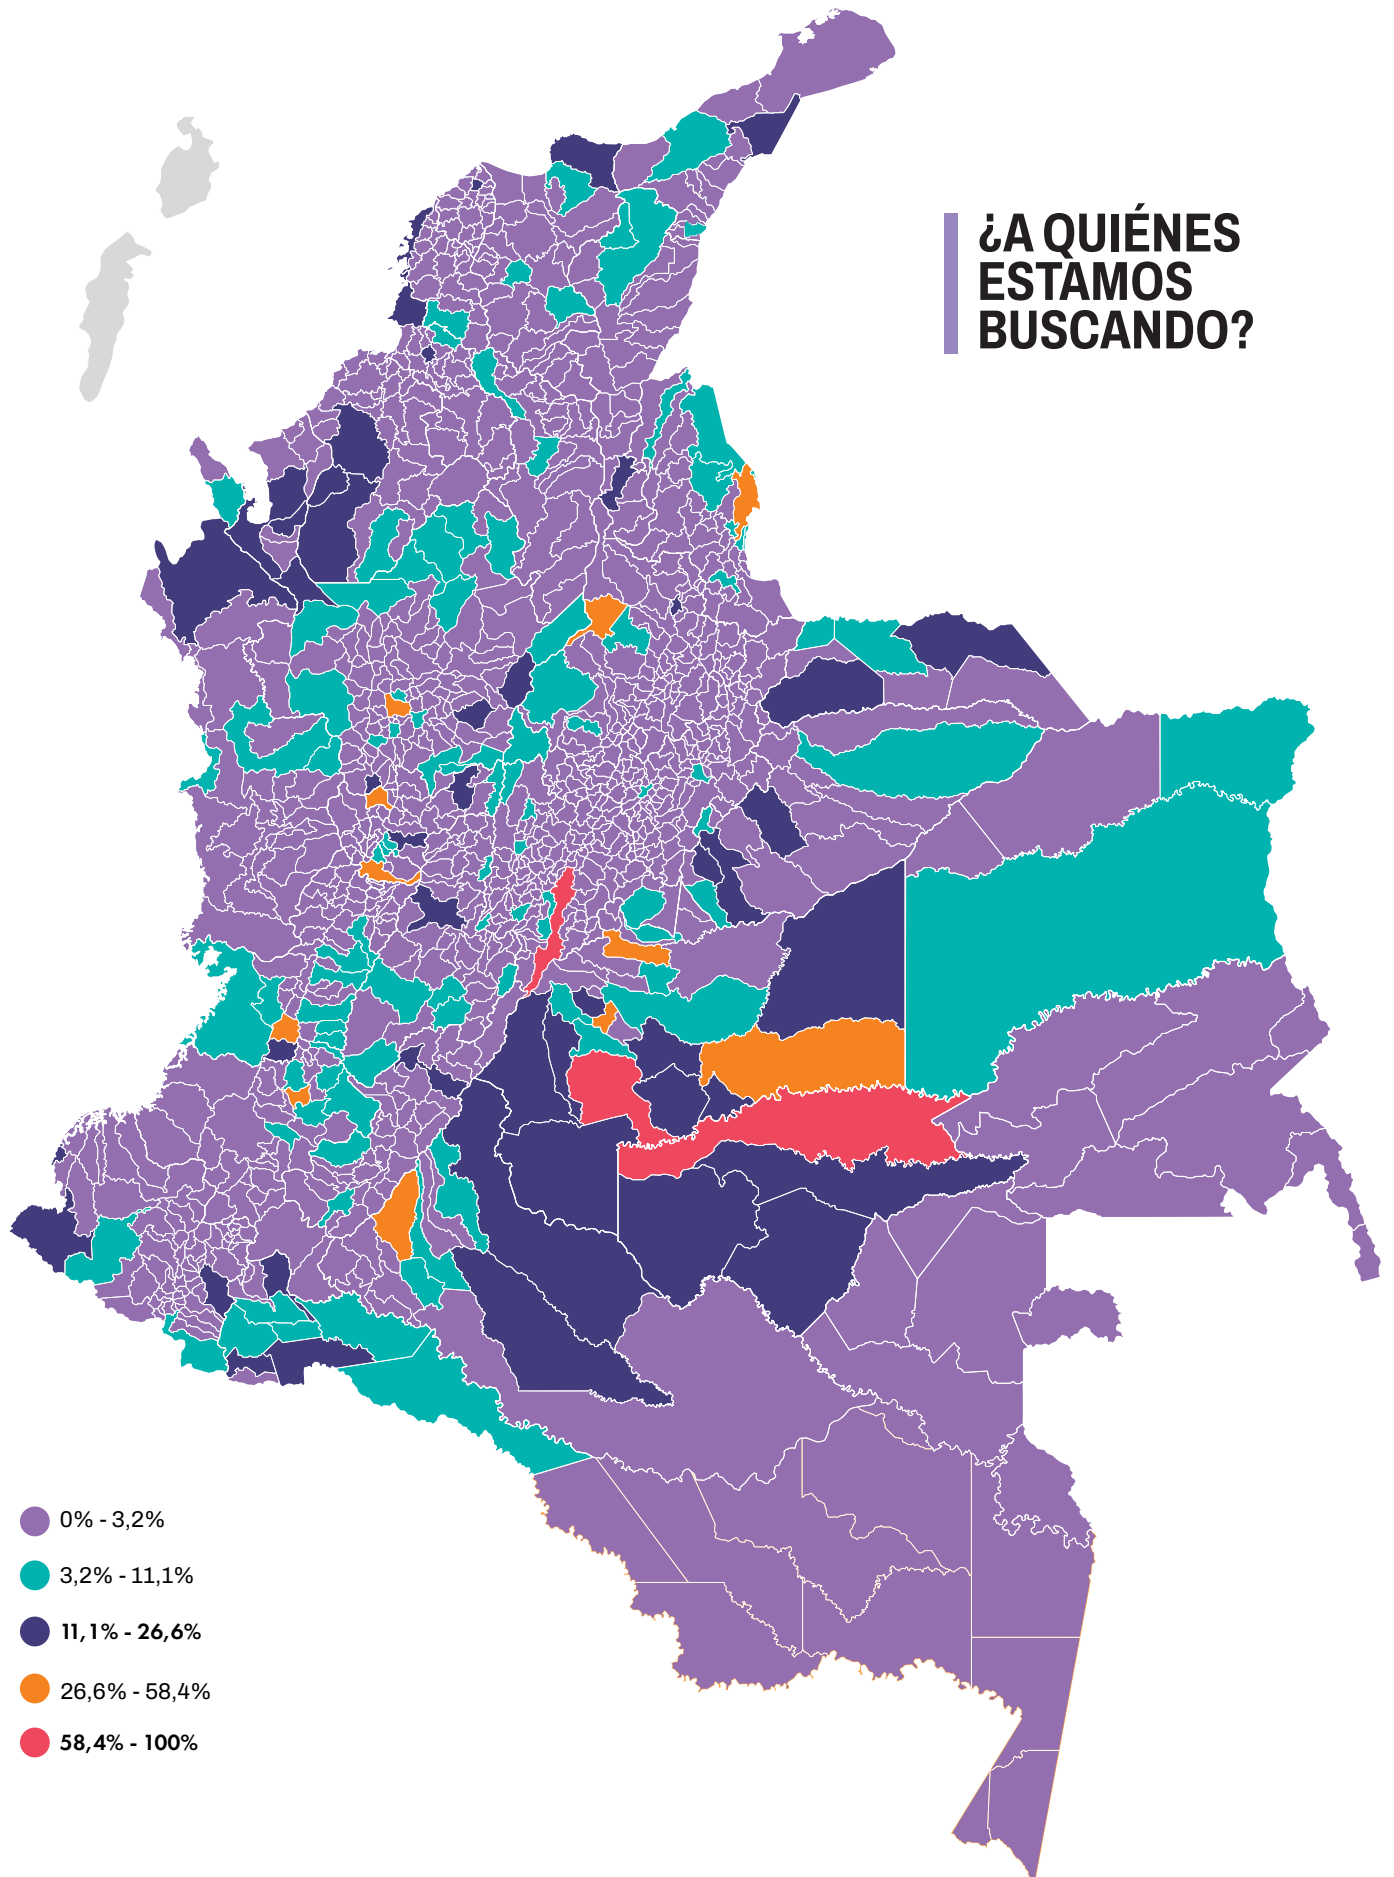 ¿A QUIÉNES
ESTAMOS
BUSCANDO?
0% - 3,2%
3,2% - 11,1%
11,1% - 26,6%
26,6% - 58,4%
58,4% - 100%